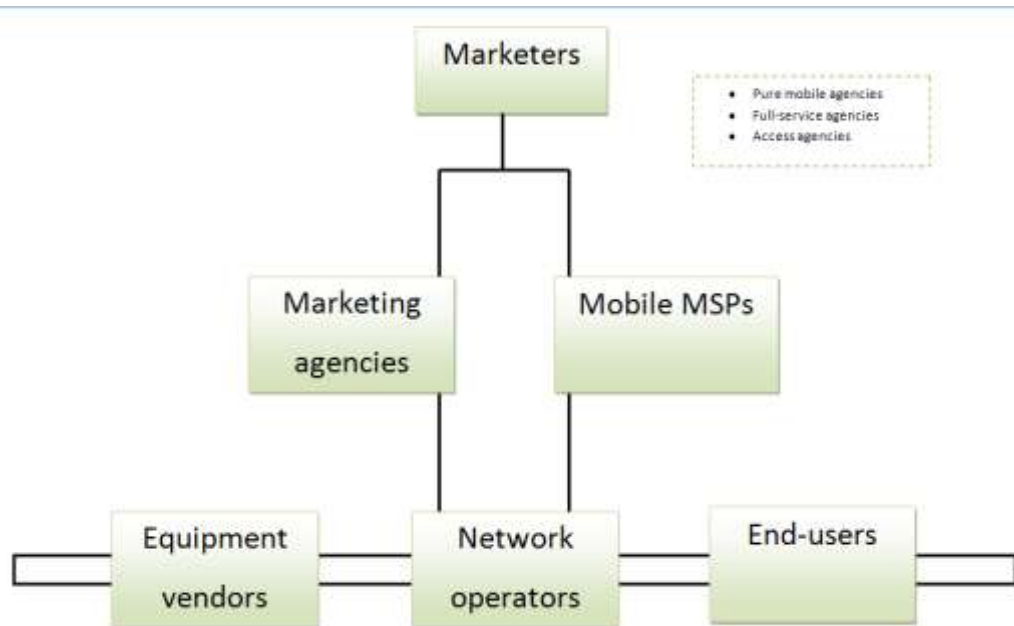 Marketers
• Pure mobile agencies
• Full-service agencies
• Access agencies
Marketing
agencies
Mobile MSPs
Equipment
vendors
Network
operators
End-users